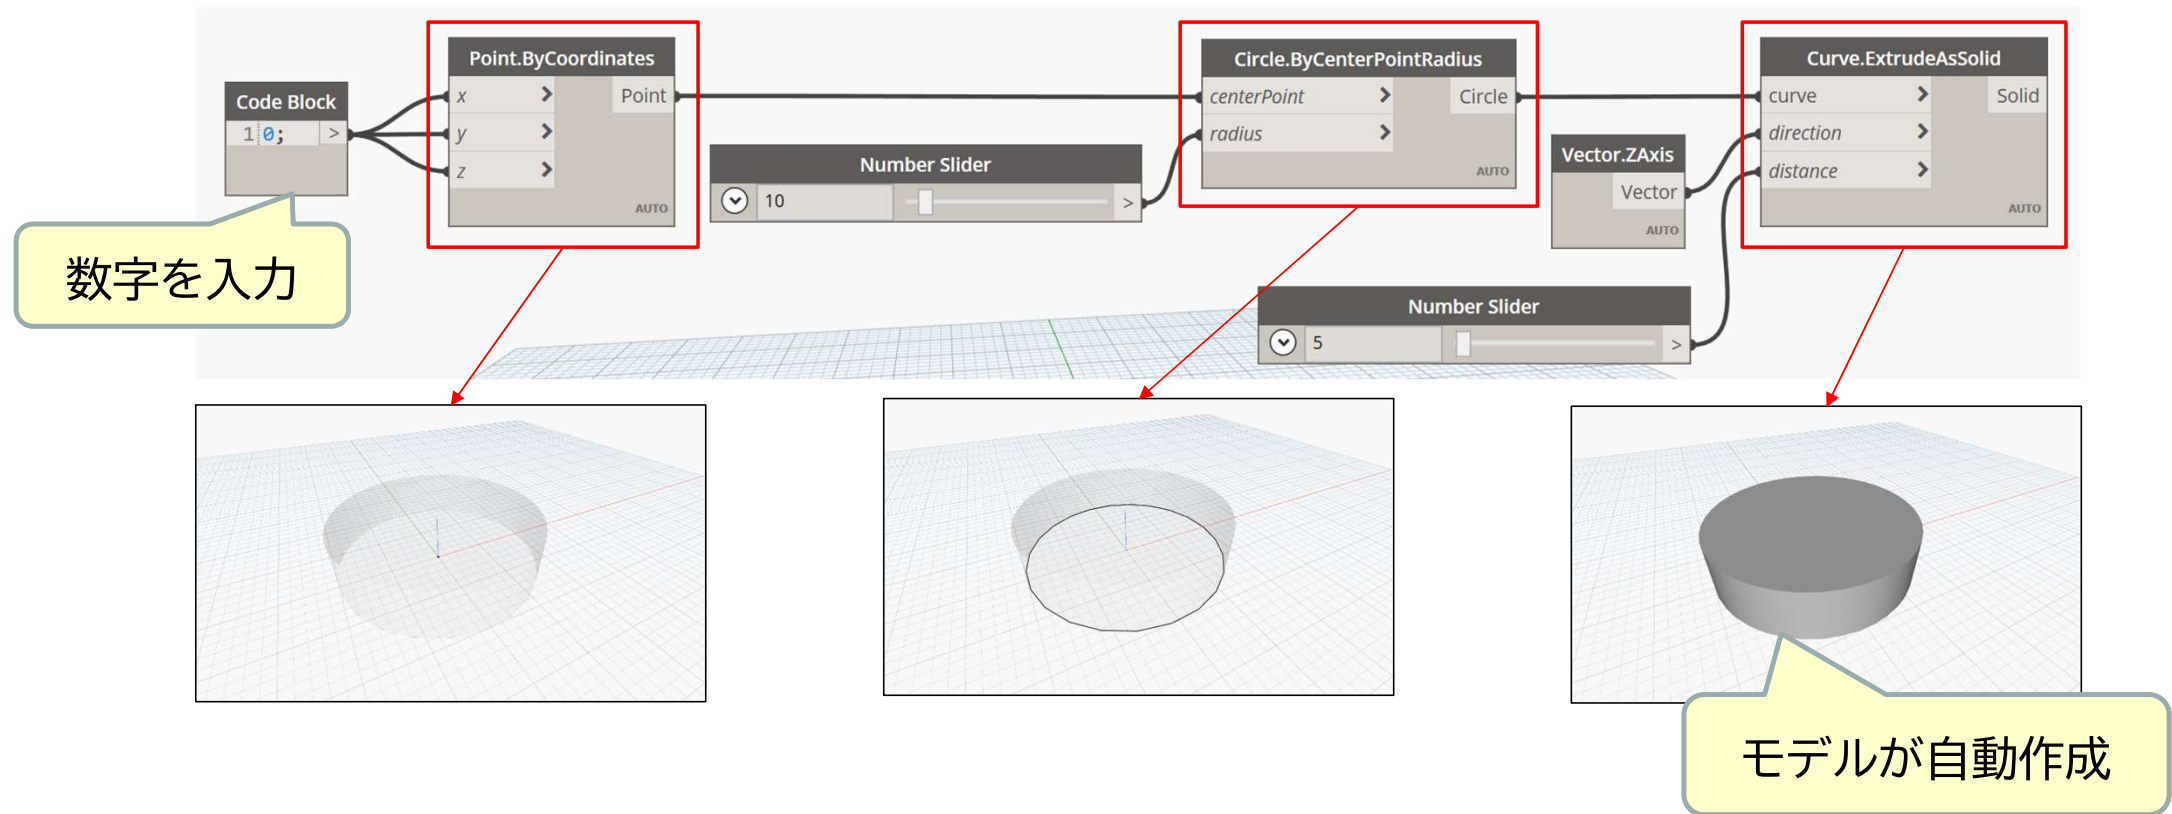 Code Block
1 0; >
数字を入力
Point.ByCoordinates
x > Point
y >
z >
AUTO
Number Slider
10 >
Circle.ByCenterPointRadius
centerPoint > Circle
radius >
AUTO
Vector.ZAxis
Vector
AUTO
Number Slider
5 >
Curve.ExtrudeAsSolid
curve > Solid
direction >
distance >
AUTO
モデルが自動作成